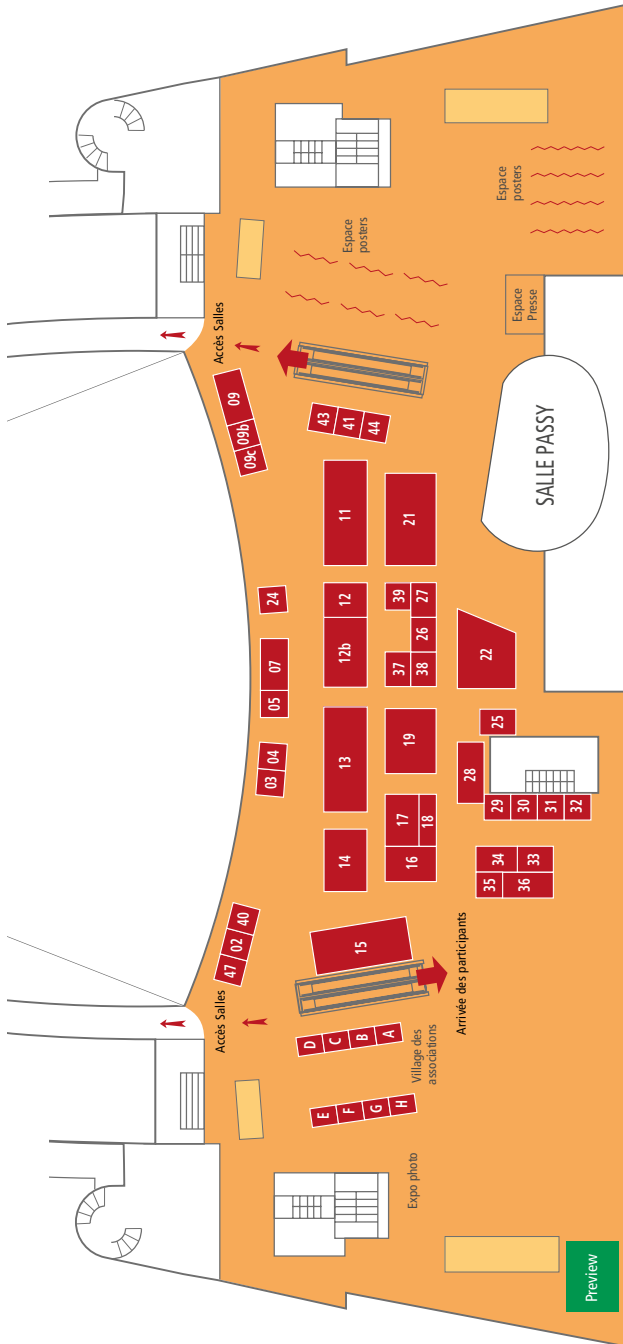 Espace
posters
Espace
posters
Espace
Presse
SALLE PASSY
Accès Salles
09
09b
09c
43
41
44
11
21
24
12
12b
39
27
26
37
38
07
05
22
25
04
03
13
19
28
29
30
31
32
17
18
16
14
34
33
35
36
40
02
47
15
Arrivée des participants
Accès Salles
D
C
B
A
Village des
associations
E
F
G
H
Expo photo
Preview